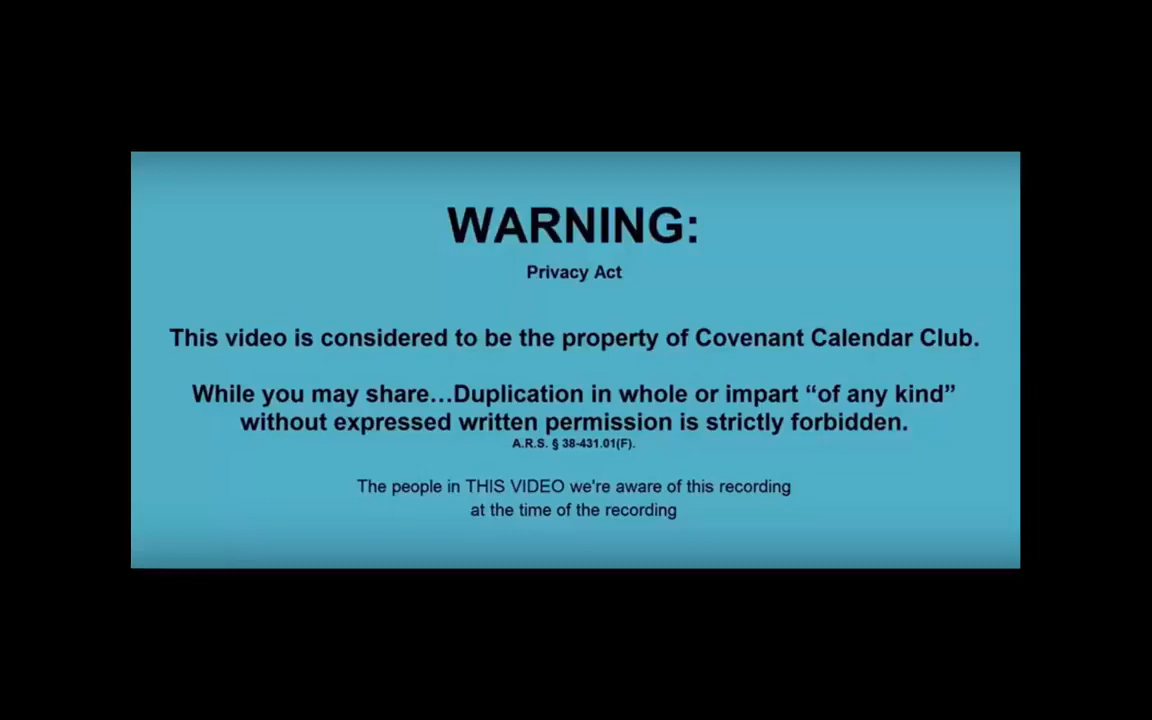 WARNING:
Privacy Act
This video is considered to be the property of Covenant Calendar Club.
While you may share…Duplication in whole or impart “of any kind”
without expressed written permission is strictly forbidden.
A.R.S. § 38-431.01(F).
The people in THIS VIDEO we're aware of this recording
at the time of the recording